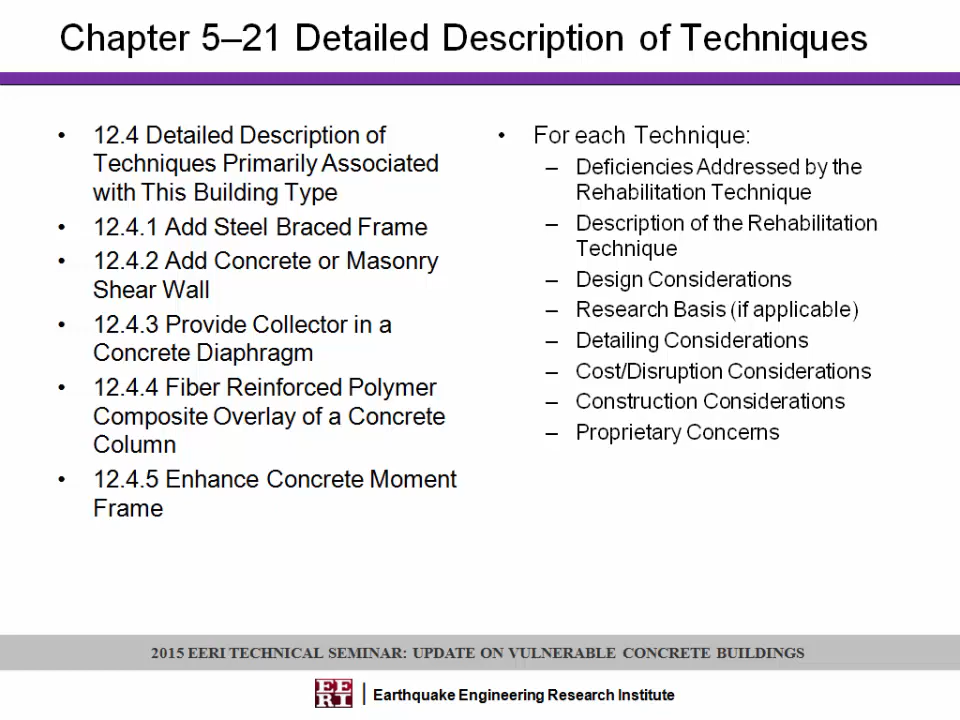 Chapter 5–21 Detailed Description of Techniques
• 12.4 Detailed Description of
Techniques Primarily Associated
with This Building Type
• 12.4.1 Add Steel Braced Frame
• 12.4.2 Add Concrete or Masonry
Shear Wall
• 12.4.3 Provide Collector in a
Concrete Diaphragm
• 12.4.4 Fiber Reinforced Polymer
Composite Overlay of a Concrete
Column
• 12.4.5 Enhance Concrete Moment
Frame
• For each Technique:
– Deficiencies Addressed by the
Rehabilitation Technique
– Description of the Rehabilitation
Technique
– Design Considerations
– Research Basis (if applicable)
– Detailing Considerations
– Cost/Disruption Considerations
– Construction Considerations
– Proprietary Concerns
2015 EERI TECHNICAL SEMINAR: UPDATE ON VULNERABLE CONCRETE BUILDINGS
EE
RI
Earthquake Engineering Research Institute